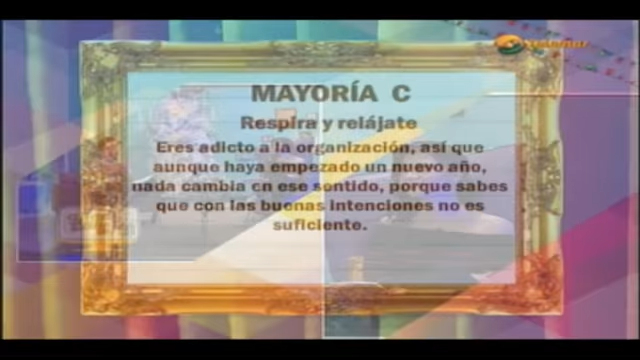 MAYORÍA C
Respira y relájate
Eres adicto a la organización, así que
aunque haya empezado un nuevo año,
nada cambia en ese sentido, porque sabes
que con las buenas intenciones no es
suficiente.